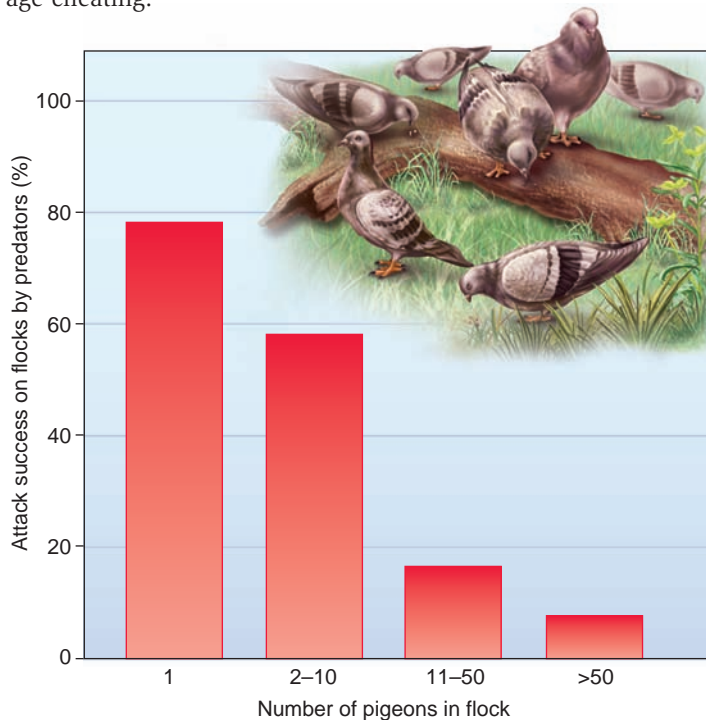 age cheating.
100
80
60
40
20
0
Attack success on flocks by predators (%)
1 2–10 11–50 >50
Number of pigeons in flock